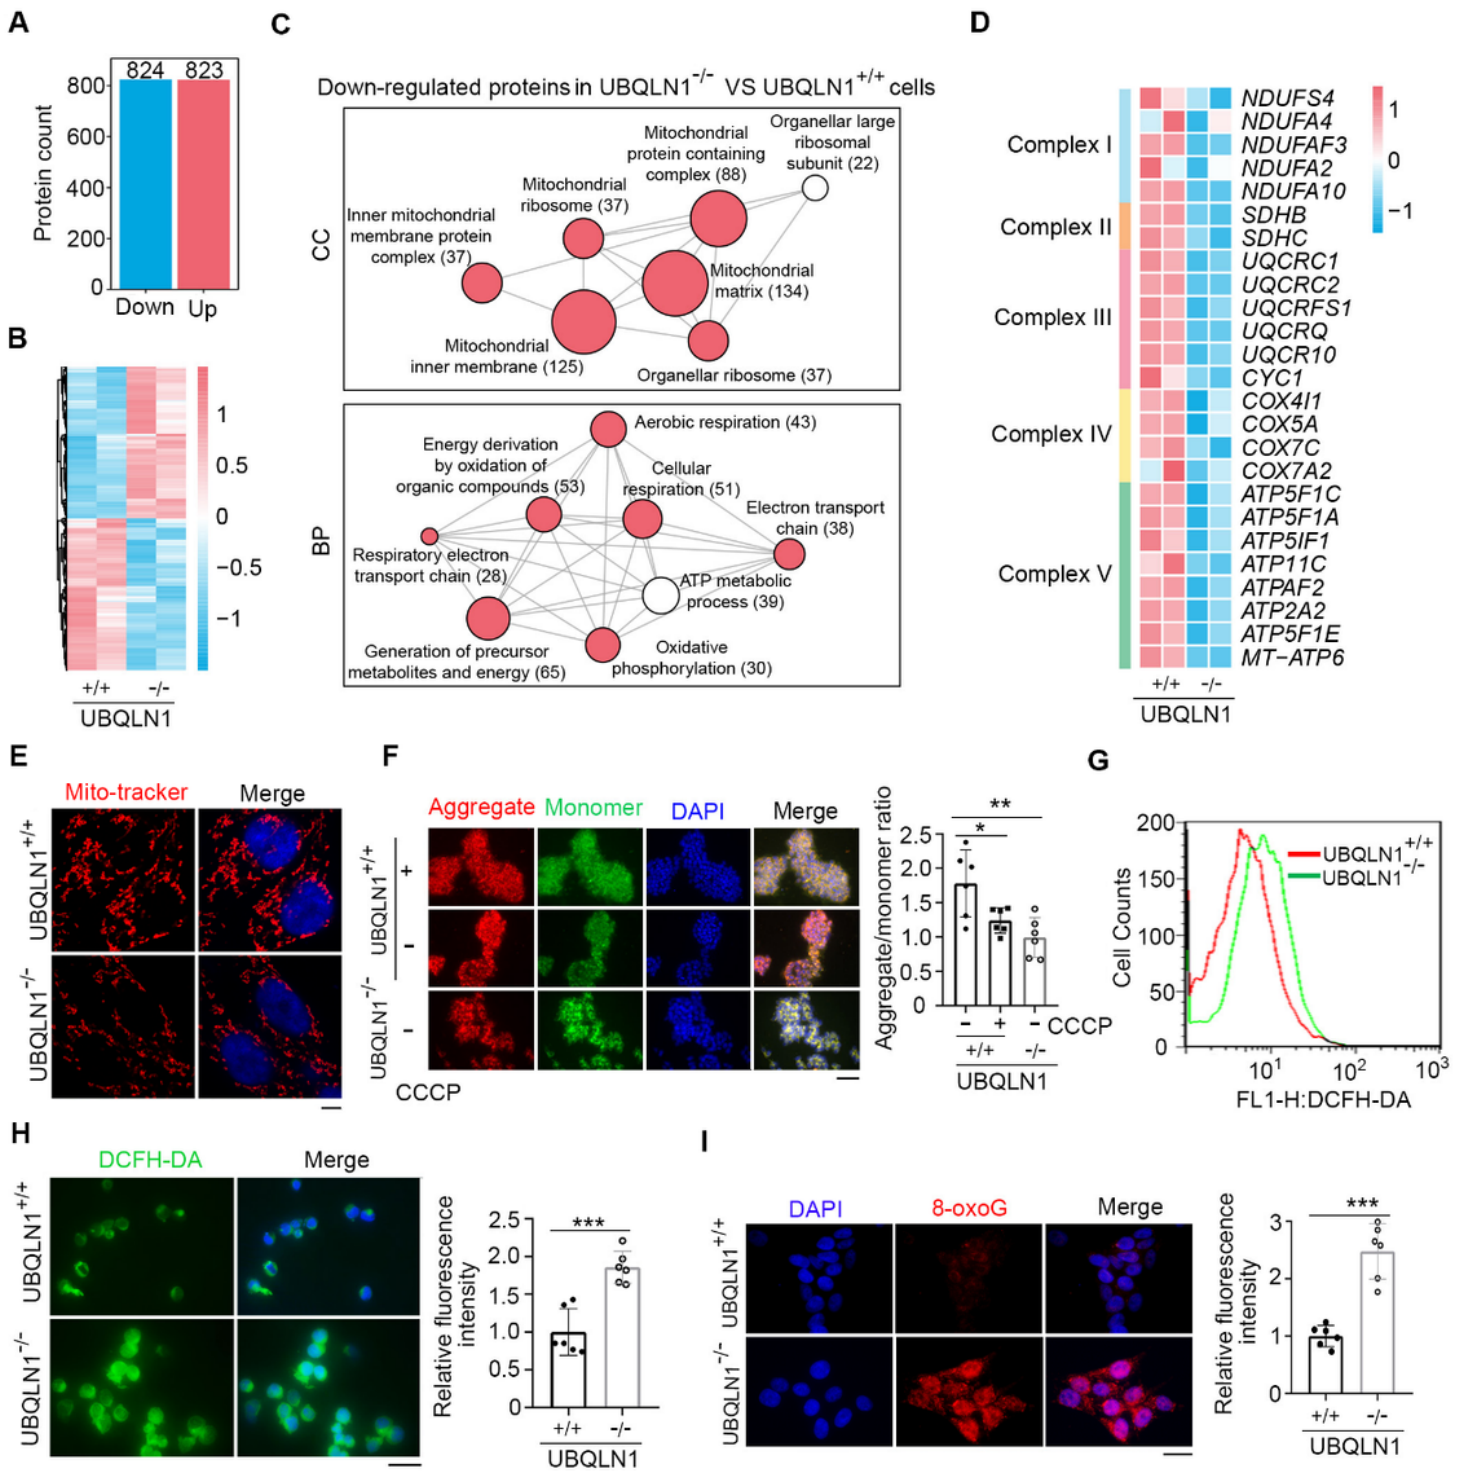 A
Protein count
824
823
800
600
400
200
0
Down
Up
B
1
0.5
0
−0.5
−1
+/+
-/-
UBQLN1
C
Down-regulated proteins in UBQLN1-/- VS UBQLN1+/+ cells
CC
Organellar large
ribosomal
subunit (22)
Mitochondrial
protein containing
complex (88)
Mitochondrial
ribosome (37)
Inner mitochondrial
membrane protein
complex (37)
Mitochondrial
matrix (134)
Mitochondrial
inner membrane (125)
Organellar ribosome (37)
BP
Aerobic respiration (43)
Energy derivation
by oxidation of
organic compounds (53)
Cellular
respiration (51)
Electron transport
chain (38)
Respiratory electron
transport chain (28)
ATP metabolic
process (39)
Generation of precursor
metabolites and energy (65)
Oxidative
phosphorylation (30)
D
Complex I
Complex II
Complex III
Complex IV
Complex V
NDUFS4
NDUFA4
NDUFAF3
NDUFA2
NDUFA10
SDHB
SDHC
UQCRC1
UQCRC2
UQCRFS1
UQCRQ
UQCR10
CYC1
COX4I1
COX5A
COX7C
COX7A2
ATP5F1C
ATP5F1A
ATP5IF1
ATP11C
ATPAF2
ATP2A2
ATP5F1E
MT−ATP6
1
0
−1
+/+
-/-
UBQLN1
E
Mito-tracker
Merge
UBQLN1+/+
UBQLN1-/-
F
Aggregate
Monomer
DAPI
Merge
UBQLN1+/+
+
−
UBQLN1-/-
−
CCCP
Aggregate/monomer ratio
2.5
2.0
1.5
1.0
0.5
0
**
*
− + − CCCP
+/+
-/-
UBQLN1
G
Cell Counts
200
150
100
50
0
UBQLN1+/+
UBQLN1-/-
101
102
103
FL1-H:DCFH-DA
H
DCFH-DA
Merge
UBQLN1+/+
UBQLN1-/-
Relative fluorescence
intensity
2.5
2.0
1.5
1.0
0.5
0
***
+/+
-/-
UBQLN1
I
DAPI
8-oxoG
Merge
UBQLN1+/+
UBQLN1-/-
Relative fluorescence
intensity
3
2
1
0
***
+/+
-/-
UBQLN1